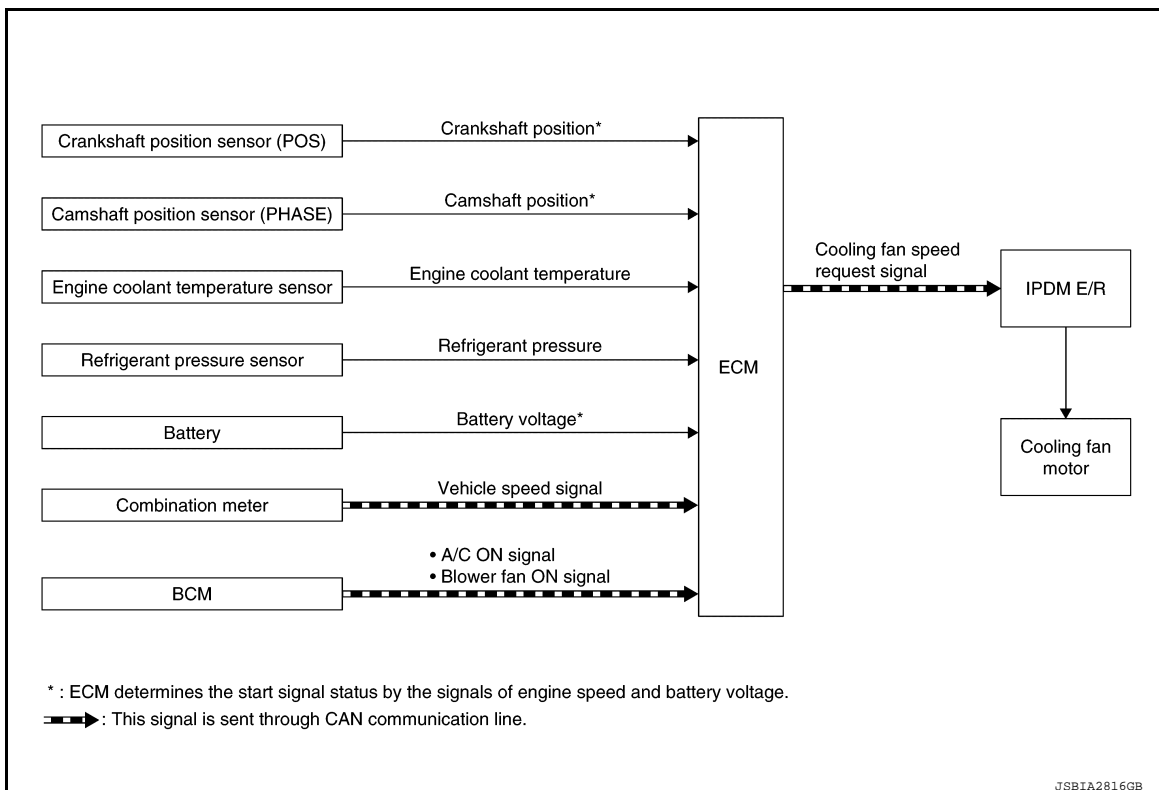 Crankshaft position sensor (POS)
Crankshaft position*
Camshaft position sensor (PHASE)
Camshaft position*
Engine coolant temperature sensor
Engine coolant temperature
Refrigerant pressure sensor
Refrigerant pressure
Battery
Battery voltage*
Combination meter
Vehicle speed signal
BCM
• A/C ON signal
• Blower fan ON signal
ECM
Cooling fan speed
request signal
IPDM E/R
Cooling fan
motor
* : ECM determines the start signal status by the signals of engine speed and battery voltage.
: This signal is sent through CAN communication line.
JSBIA2816GB